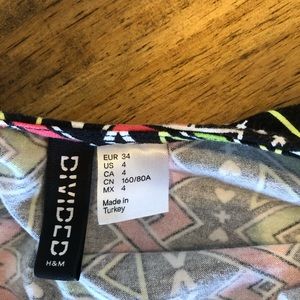 DIVIDED
H&M
EUR 34
US 4
CA 4
CN 160/80A
MX 4
Made in
Turkey